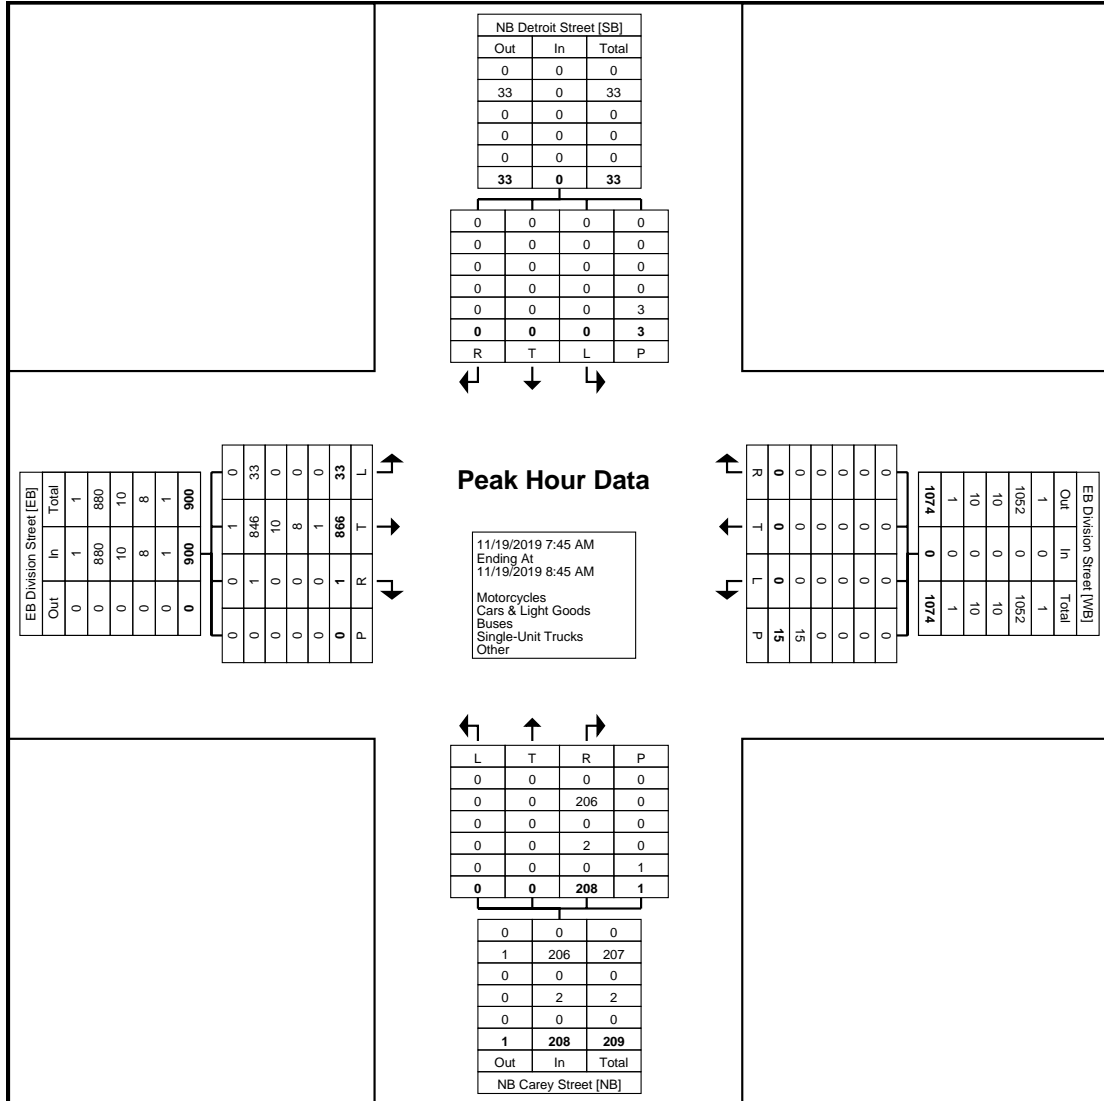 NB Detroit Street [SB]
Out In Total
0 0 0
33 0 33
0 0 0
0 0 0
0 0 0
33 0 33
0 0 0 0
0 0 0 0
0 0 0 0
0 0 0 0
0 0 0 3
0 0 0 3
R T L P
EB Division Street [EB]
Total 1 880 10 8 1 900
In 1 880 10 8 1 900
Out 0 0 0 0 0 0
0 33 0 0 0 33 L
1 846 10 8 1 866 T
0 1 0 0 0 1 R
0 0 0 0 0 0 P
Peak Hour Data
11/19/2019 7:45 AM
Ending At
11/19/2019 8:45 AM
Motorcycles
Cars & Light Goods
Buses
Single-Unit Trucks
Other
R 0 0 0 0 0 0
T 0 0 0 0 0 0
L 0 0 0 0 0 0
P 15 15 0 0 0 0
EB Division Street [WB]
Out 1 1052 10 10 1 1074
In 0 0 0 0 0 0
Total 1 1052 10 10 1 1074
L T R P
0 0 0 0
0 0 206 0
0 0 0 0
0 0 2 0
0 0 0 1
0 0 208 1
0 0 0
1 206 207
0 0 0
0 2 2
0 0 0
1 208 209
Out In Total
NB Carey Street [NB]